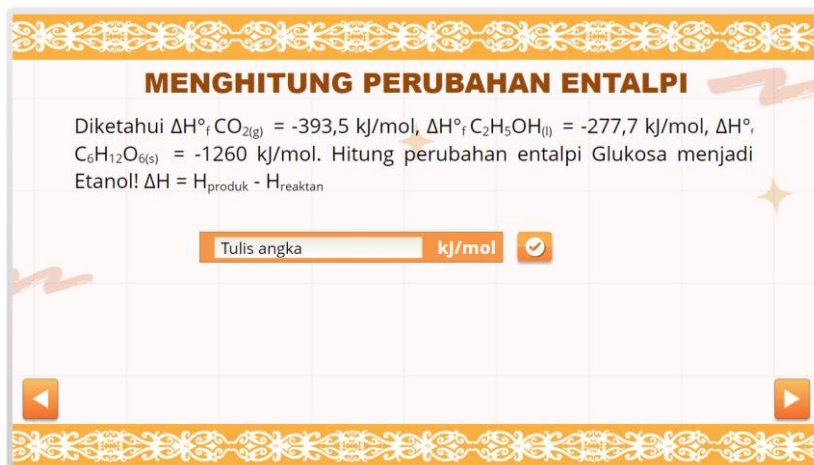 MENGHITUNG PERUBAHAN ENTALPI
Diketahui ΔH°f CO2(g) = -393,5 kJ/mol, ΔH°f C2H5OH(l) = -277,7 kJ/mol, ΔH°f
C6H12O6(s) = -1260 kJ/mol. Hitung perubahan entalpi Glukosa menjadi
Etanol! ΔH = Hproduk - Hreaktan
Tulis angka kJ/mol